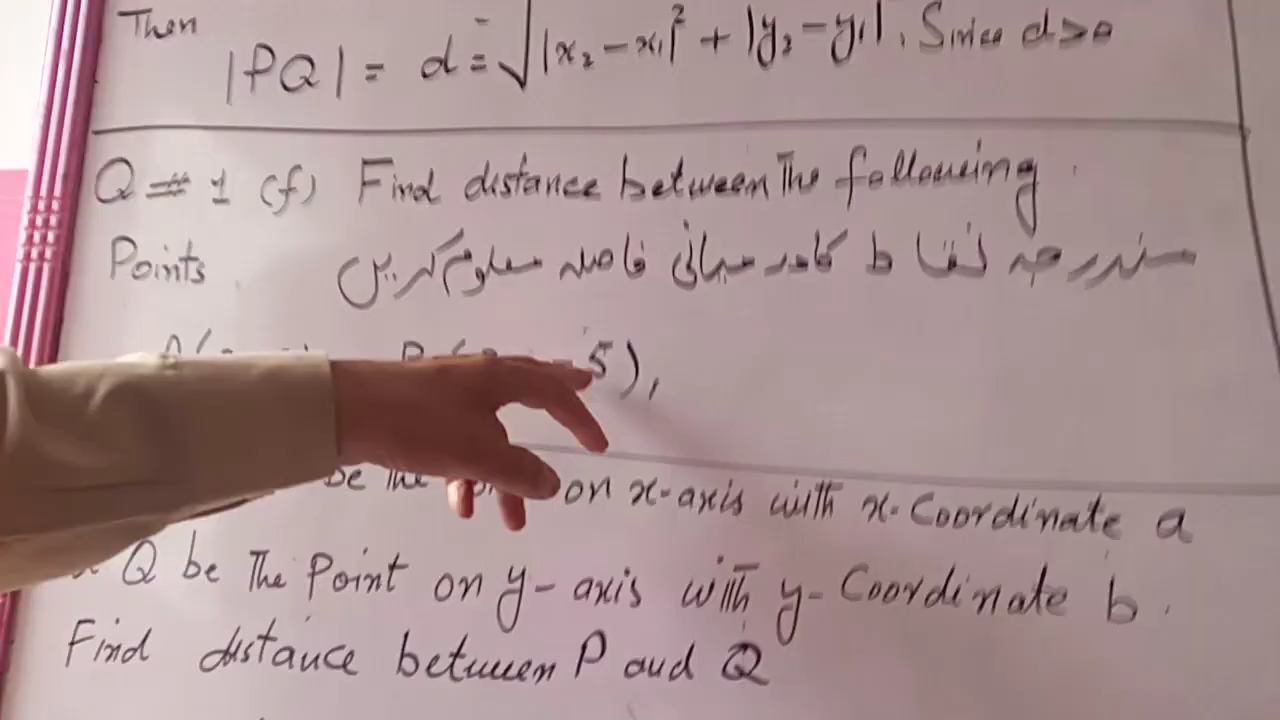 Then
|PQ| = d = √|x₂ - x₁|² + |y₂ - y₁|, Since d>0
Q # 1 (f) Find distance between The following
Points مندرجہ نقاط کا درمیانی فاصلہ معلوم کریں
5),
be The on x-axis with x-Coordinate a
Q be The Point on y-axis with y-Coordinate b.
Find distance between P and Q